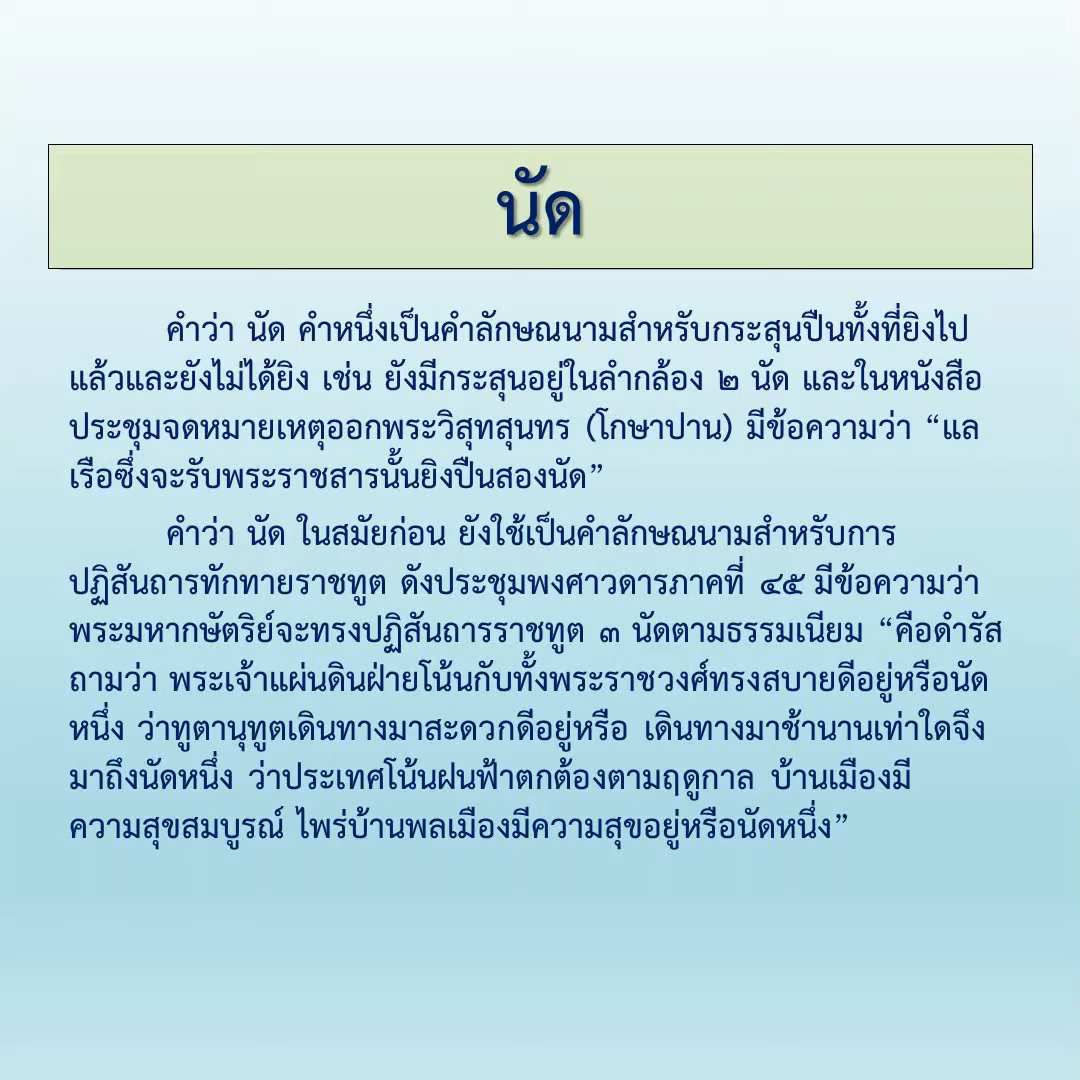 นัด
คำว่า นัด คำหนึ่งเป็นคำลักษณนามสำหรับกระสุนปืนทั้งที่ยิงไป
แล้วและยังไม่ได้ยิง เช่น ยังมีกระสุนอยู่ในลำกล้อง ๒ นัด และในหนังสือ
ประชุมจดหมายเหตุออกพระวิสุทสุนทร (โกษาปาน) มีข้อความว่า “แล
เรือซึ่งจะรับพระราชสารนั้นยิงปืนสองนัด”
คำว่า นัด ในสมัยก่อน ยังใช้เป็นคำลักษณนามสำหรับการ
ปฏิสันถารทักทายราชทูต ดังประชุมพงศาวดารภาคที่ ๔๕ มีข้อความว่า
พระมหากษัตริย์จะทรงปฏิสันถารราชทูต ๓ นัดตามธรรมเนียม “คือดำรัส
ถามว่า พระเจ้าแผ่นดินฝ่ายโน้นกับทั้งพระราชวงศ์ทรงสบายดีอยู่หรือนัด
หนึ่ง ว่าทูตานุทูตเดินทางมาสะดวกดีอยู่หรือ เดินทางมาช้านานเท่าใดจึง
มาถึงนัดหนึ่ง ว่าประเทศโน้นฝนฟ้าตกต้องตามฤดูกาล บ้านเมืองมี
ความสุขสมบูรณ์ ไพร่บ้านพลเมืองมีความสุขอยู่หรือนัดหนึ่ง”